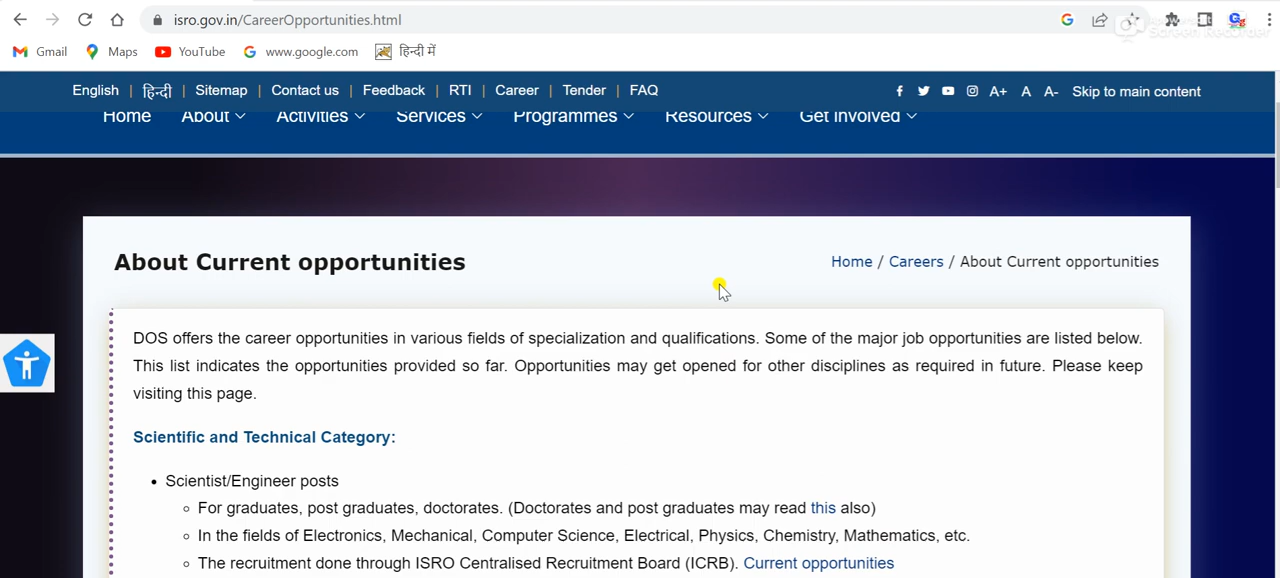 isro.gov.in/CareerOpportunities.html
Gmail Maps YouTube www.google.com हिन्दी में
Screen Recorder
English | हिन्दी | Sitemap | Contact us | Feedback | RTI | Career | Tender | FAQ A+ A A- Skip to main content
Home About Activities Services Programmes Resources Get involved
About Current opportunities Home / Careers / About Current opportunities
DOS offers the career opportunities in various fields of specialization and qualifications. Some of the major job opportunities are listed below.
This list indicates the opportunities provided so far. Opportunities may get opened for other disciplines as required in future. Please keep
visiting this page.
Scientific and Technical Category:
• Scientist/Engineer posts
◦ For graduates, post graduates, doctorates. (Doctorates and post graduates may read this also)
◦ In the fields of Electronics, Mechanical, Computer Science, Electrical, Physics, Chemistry, Mathematics, etc.
◦ The recruitment done through ISRO Centralised Recruitment Board (ICRB). Current opportunities